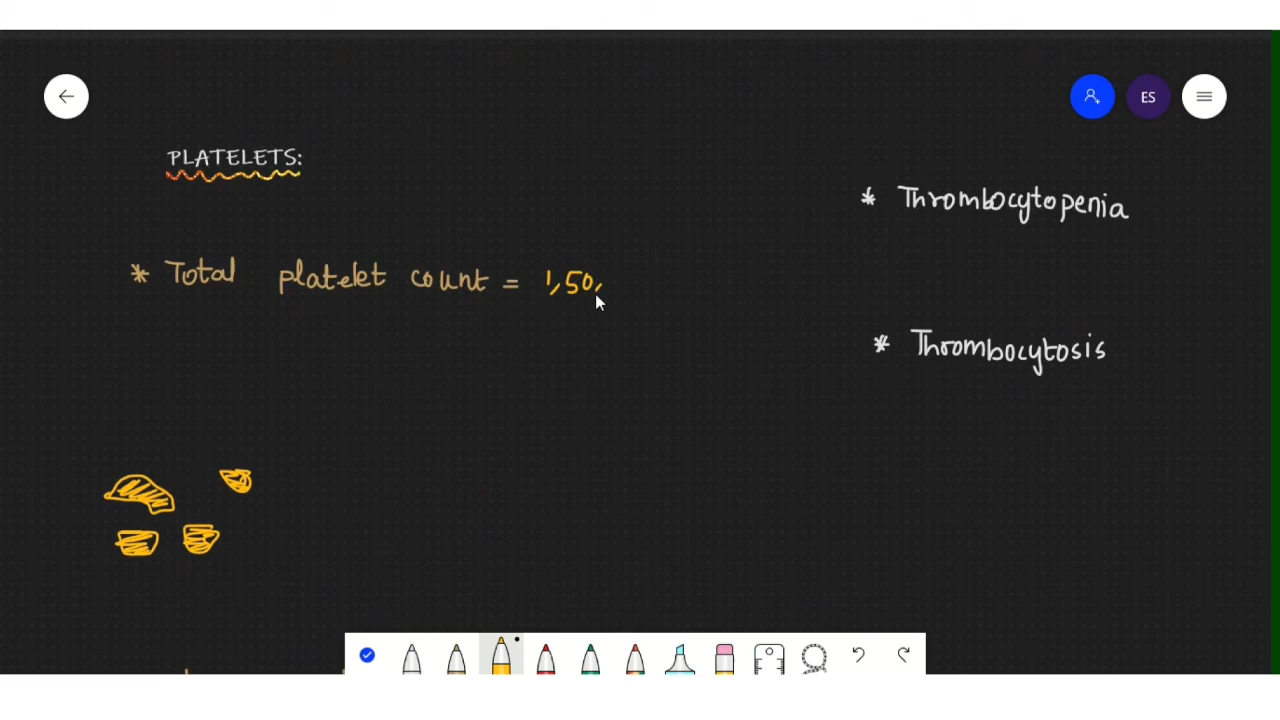 ES
PLATELETS:
* Thrombocytopenia
* Total platelet count = 1,50,
* Thrombocytosis